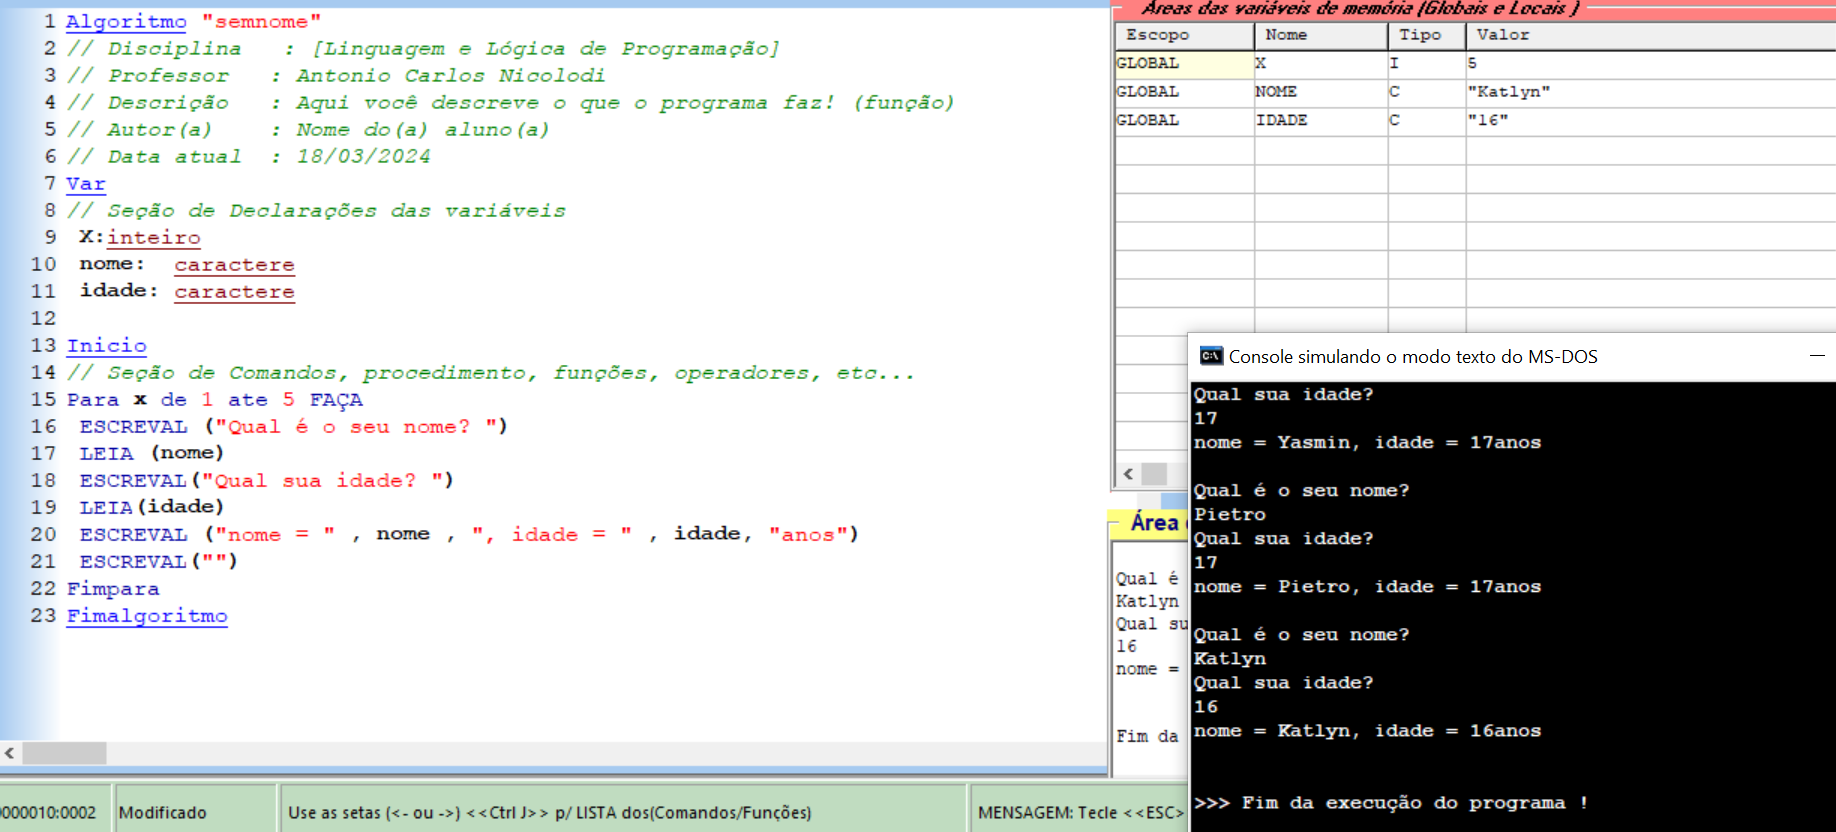 1 Algoritmo "semnome"
2 // Disciplina   : [Linguagem e Lógica de Programação]
3 // Professor   : Antonio Carlos Nicolodi
4 // Descrição   : Aqui você descreve o que o programa faz! (função)
5 // Autor(a)    : Nome do(a) aluno(a)
6 // Data atual  : 18/03/2024
7 Var
8 // Seção de Declarações das variáveis
9  X:inteiro
10  nome:  caractere
11  idade: caractere
12
13 Inicio
14 // Seção de Comandos, procedimento, funções, operadores, etc...
15 Para x de 1 ate 5 FAÇA
16  ESCREVAL ("Qual é o seu nome? ")
17  LEIA (nome)
18  ESCREVAL("Qual sua idade? ")
19  LEIA(idade)
20  ESCREVAL ("nome = " , nome , ", idade = " , idade, "anos")
21  ESCREVAL("")
22 Fimpara
23 Fimalgoritmo
0000010:0002 Modificado Use as setas (<- ou ->) <<Ctrl J>> p/ LISTA dos(Comandos/Funções) MENSAGEM: Tecle <<ESC>
Áreas das variáveis de memória (Globais e Locais )
Escopo Nome Tipo Valor
GLOBAL X I 5
GLOBAL NOME C "Katlyn"
GLOBAL IDADE C "16"
Área
Qual é
Katlyn
Qual su
16
nome =
Fim da
Console simulando o modo texto do MS-DOS
Qual sua idade?
17
nome = Yasmin, idade = 17anos
Qual é o seu nome?
Pietro
Qual sua idade?
17
nome = Pietro, idade = 17anos
Qual é o seu nome?
Katlyn
Qual sua idade?
16
nome = Katlyn, idade = 16anos
>>> Fim da execução do programa !